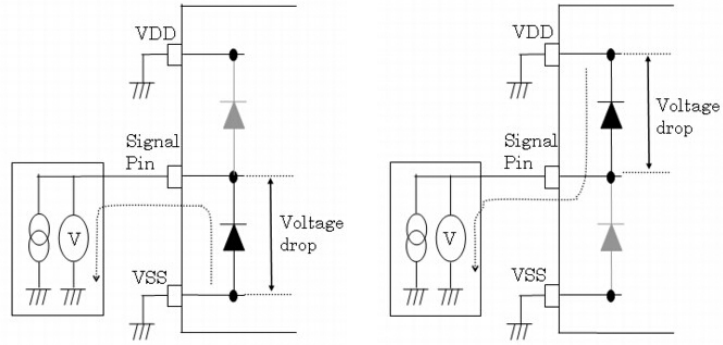 VDD
Signal
Pin
V
Voltage
drop
VSS
VDD
Voltage
drop
Signal
Pin
V
VSS